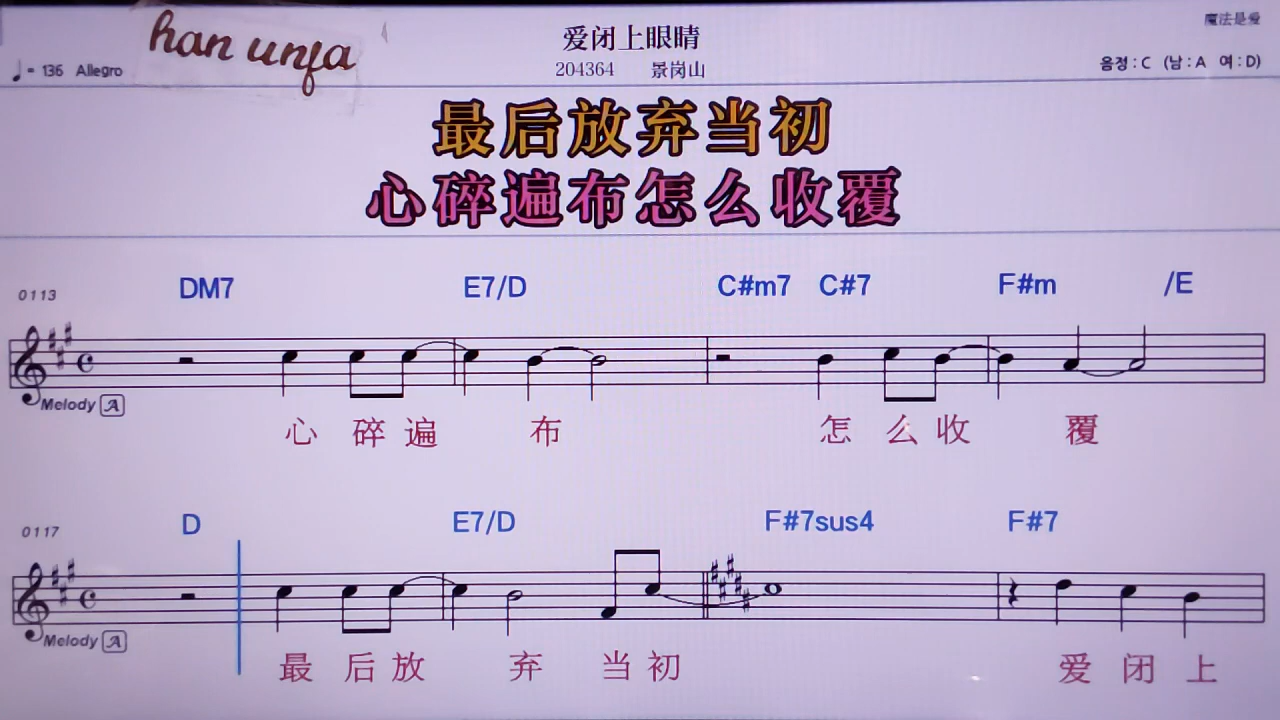 han unfa
爱闭上眼睛
魔法是爱
♩= 136 Allegro
204364 景岗山
음정 : C (남 : A 여 : D)
最后放弃当初
心碎遍布怎么收覆
0113 DM7 E7/D C#m7 C#7 F#m /E
Melody A
心 碎 遍 布 怎 么 收 覆
0117 D E7/D F#7sus4 F#7
Melody A
最 后 放 弃 当 初 爱 闭 上